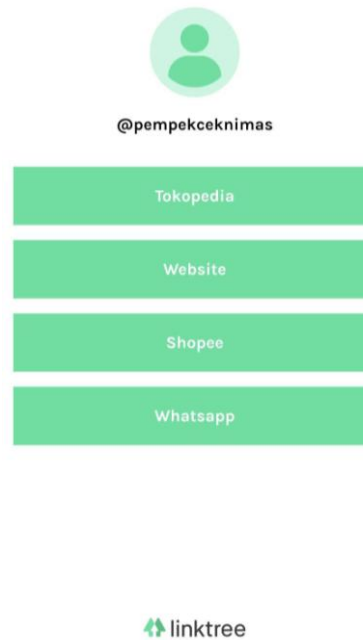 @pempekceknimas
Tokopedia
Website
Shopee
Whatsapp
linktree